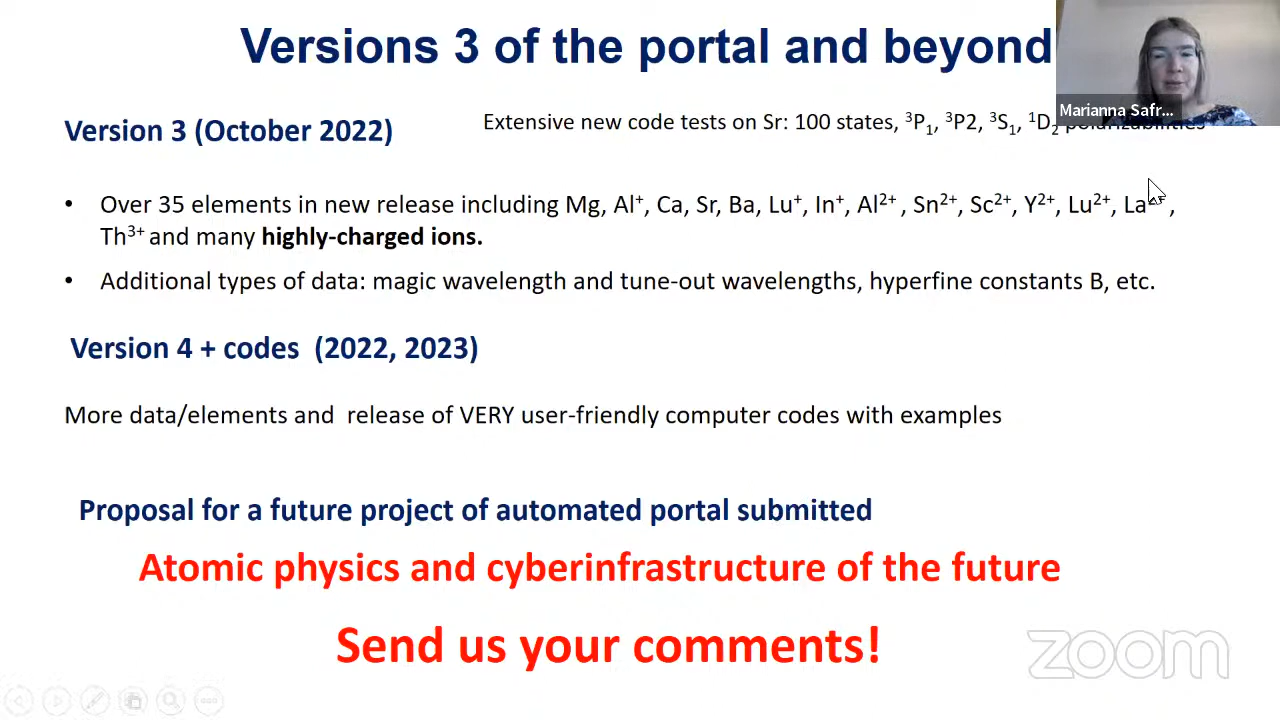 Versions 3 of the portal and beyond
Marianna Safr...
Version 3 (October 2022)
Extensive new code tests on Sr: 100 states, ³P₁, ³P2, ³S₁, ¹D₂ polarizabilities
• Over 35 elements in new release including Mg, Al⁺, Ca, Sr, Ba, Lu⁺, In⁺, Al²⁺ , Sn²⁺, Sc²⁺, Y²⁺, Lu²⁺,
Th³⁺ and many highly-charged ions.
• Additional types of data: magic wavelength and tune-out wavelengths, hyperfine constants B, etc.
Version 4 + codes (2022, 2023)
More data/elements and release of VERY user-friendly computer codes with examples
Proposal for a future project of automated portal submitted
Atomic physics and cyberinfrastructure of the future
Send us your comments!
zoom